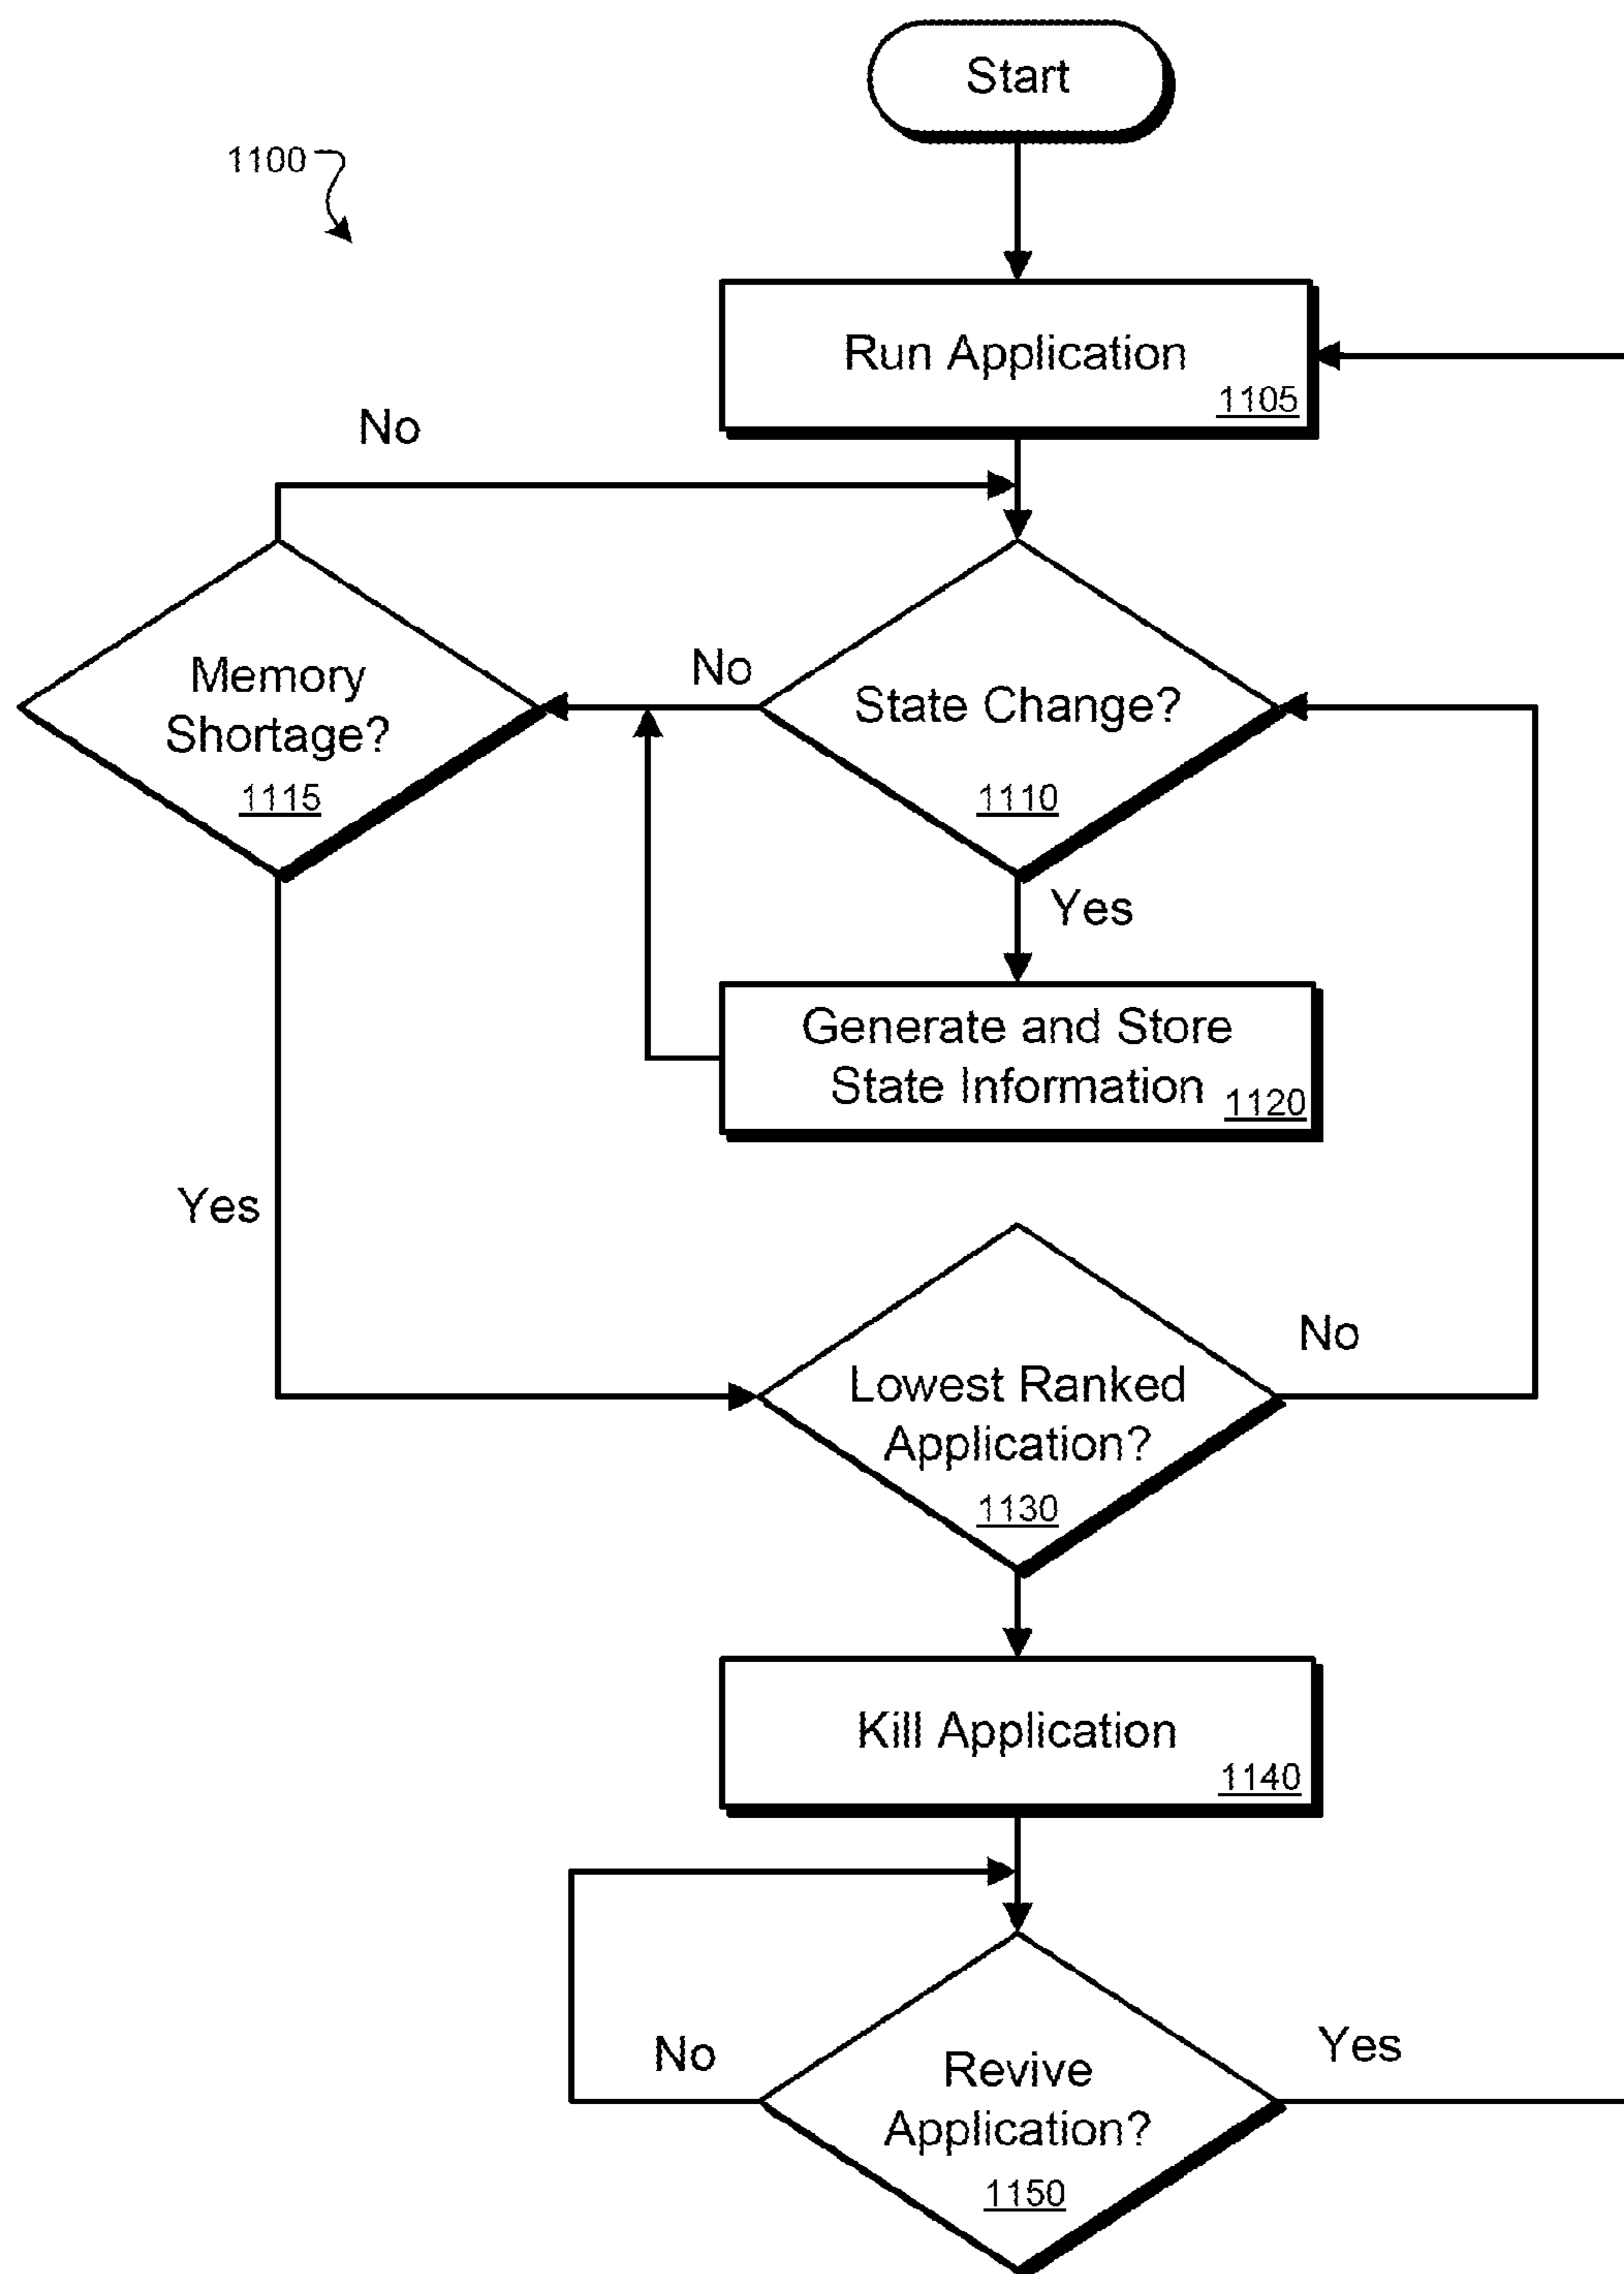 Start
1100
Run Application
1105
No
Memory
Shortage?
1115
No
State Change?
1110
Yes
Generate and Store
State Information
1120
Yes
Lowest Ranked
Application?
1130
No
Kill Application
1140
No
Revive
Application?
1150
Yes